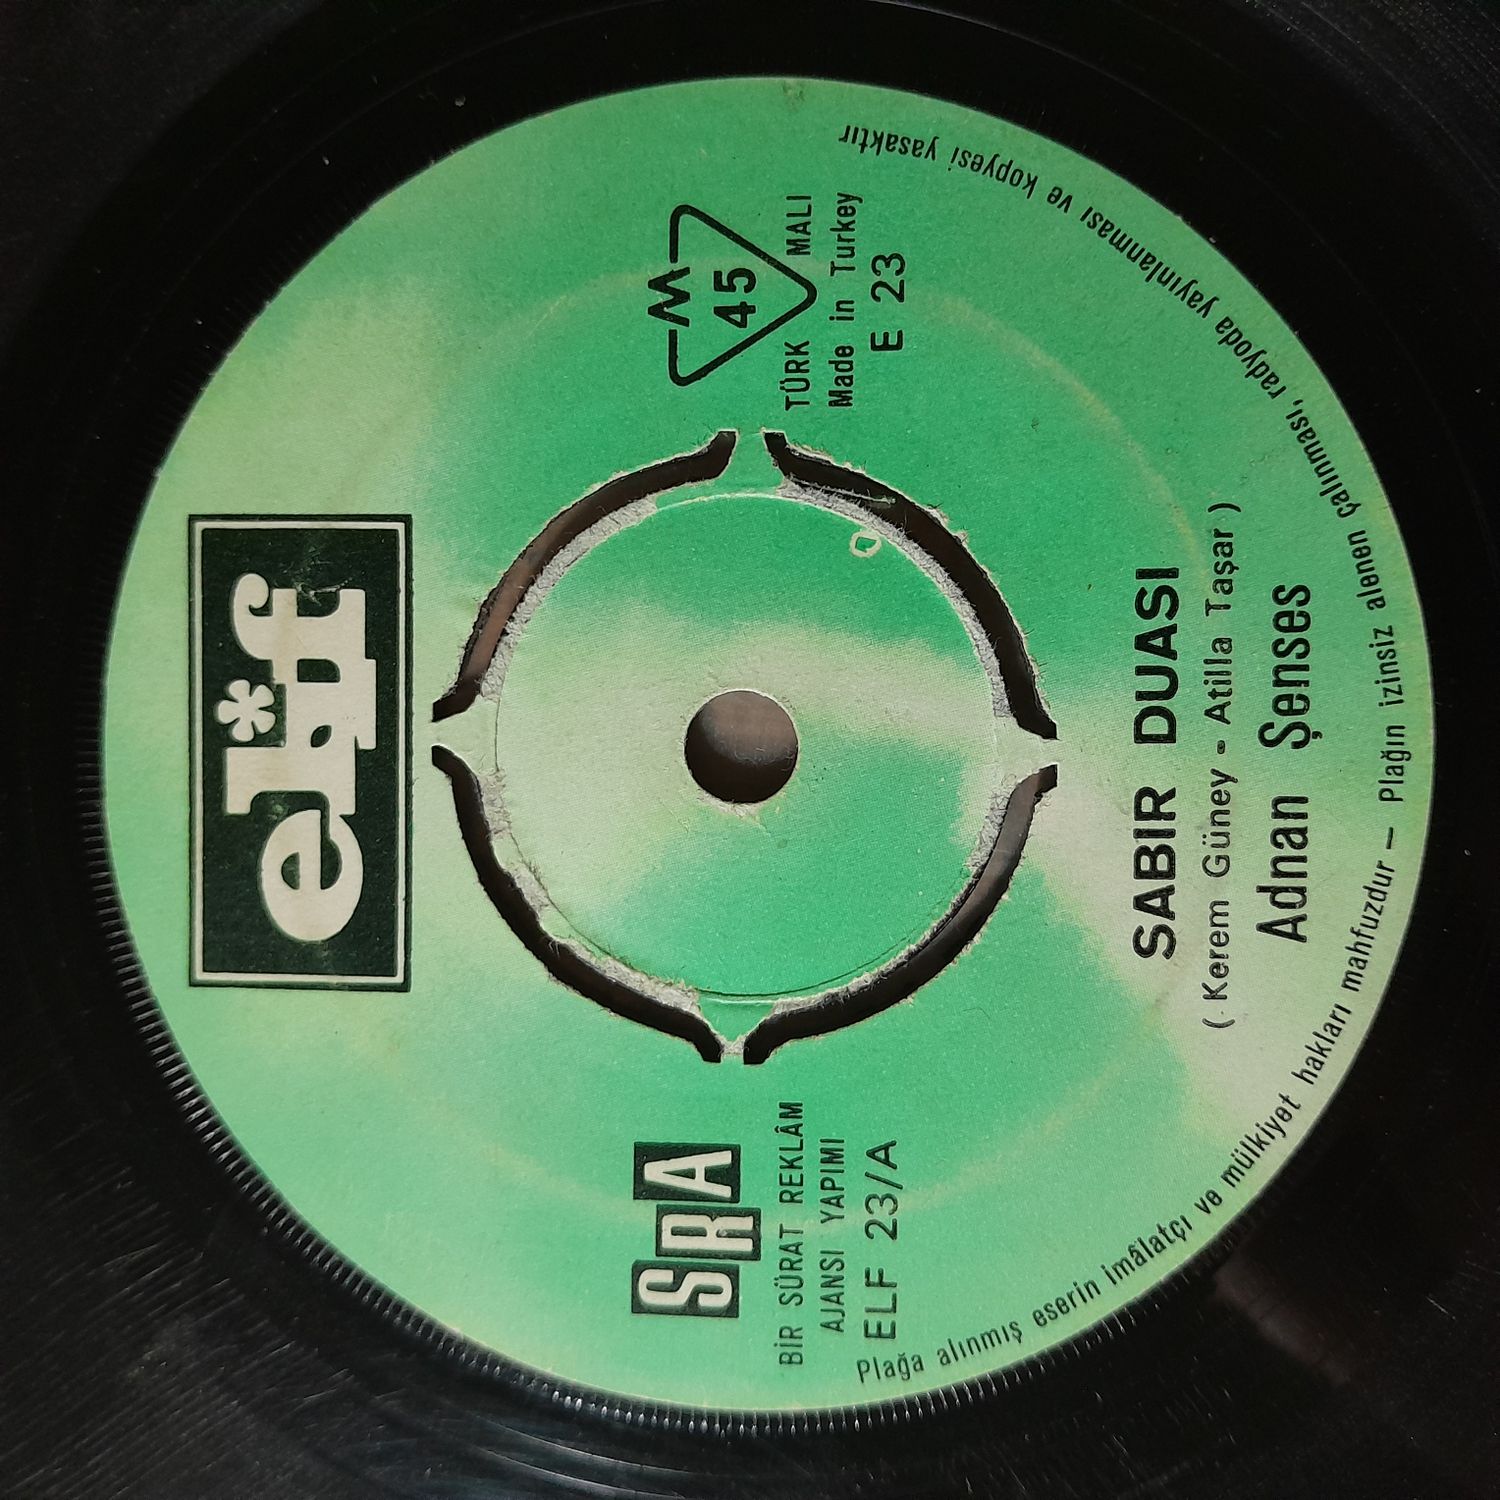 elif
SRA
BİR SÜRAT REKLÂM
AJANSI YAPIMI
ELF 23/A
M
45
TÜRK MALI
Made in Turkey
E 23
SABIR DUASI
( Kerem Güney - Atilla Taşar )
Adnan Şenses
Plağa alınmış eserin imâlatçı ve mülkiyet hakları mahfuzdur — Plağın izinsiz alenen çalınması, radyoda yayınlanması ve kopyesi yasaktır